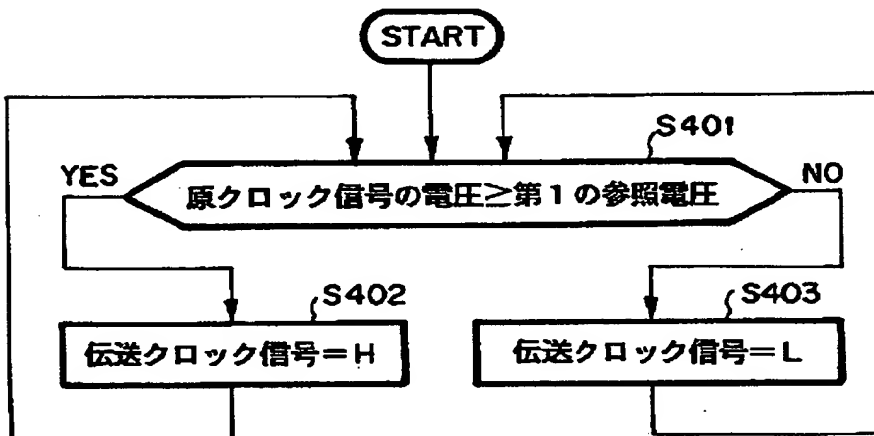 START
S401
YES
原クロック信号の電圧≧第1の参照電圧
NO
S402
S403
伝送クロック信号=H
伝送クロック信号=L